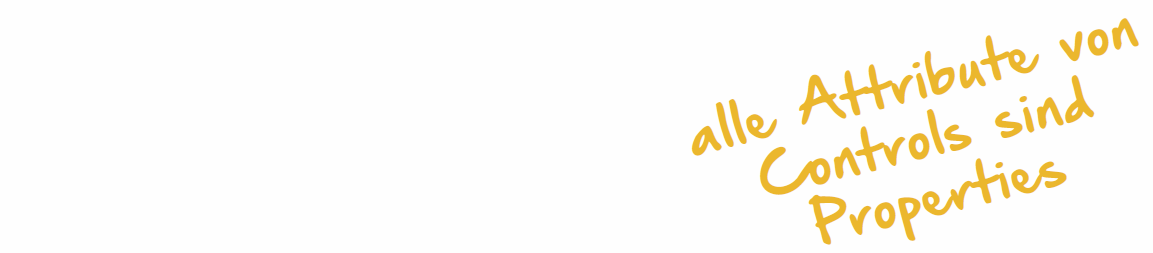 alle Attribute von
Controls sind
Properties